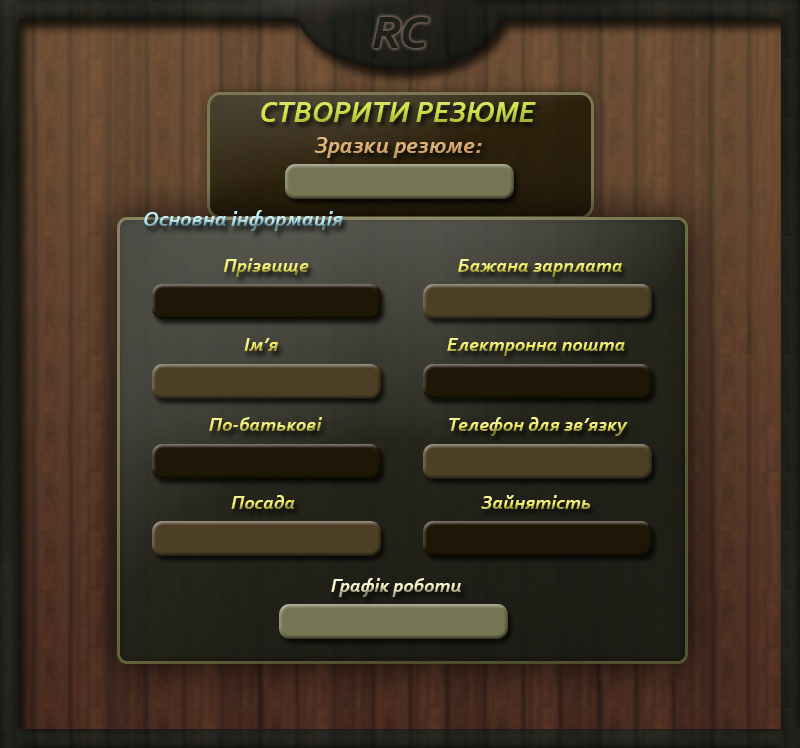 RC
СТВОРИТИ РЕЗЮМЕ
Зразки резюме:
Основна інформація
Прізвище
Бажана зарплата
Ім’я
Електронна пошта
По-батькові
Телефон для зв’язку
Посада
Зайнятість
Графік роботи